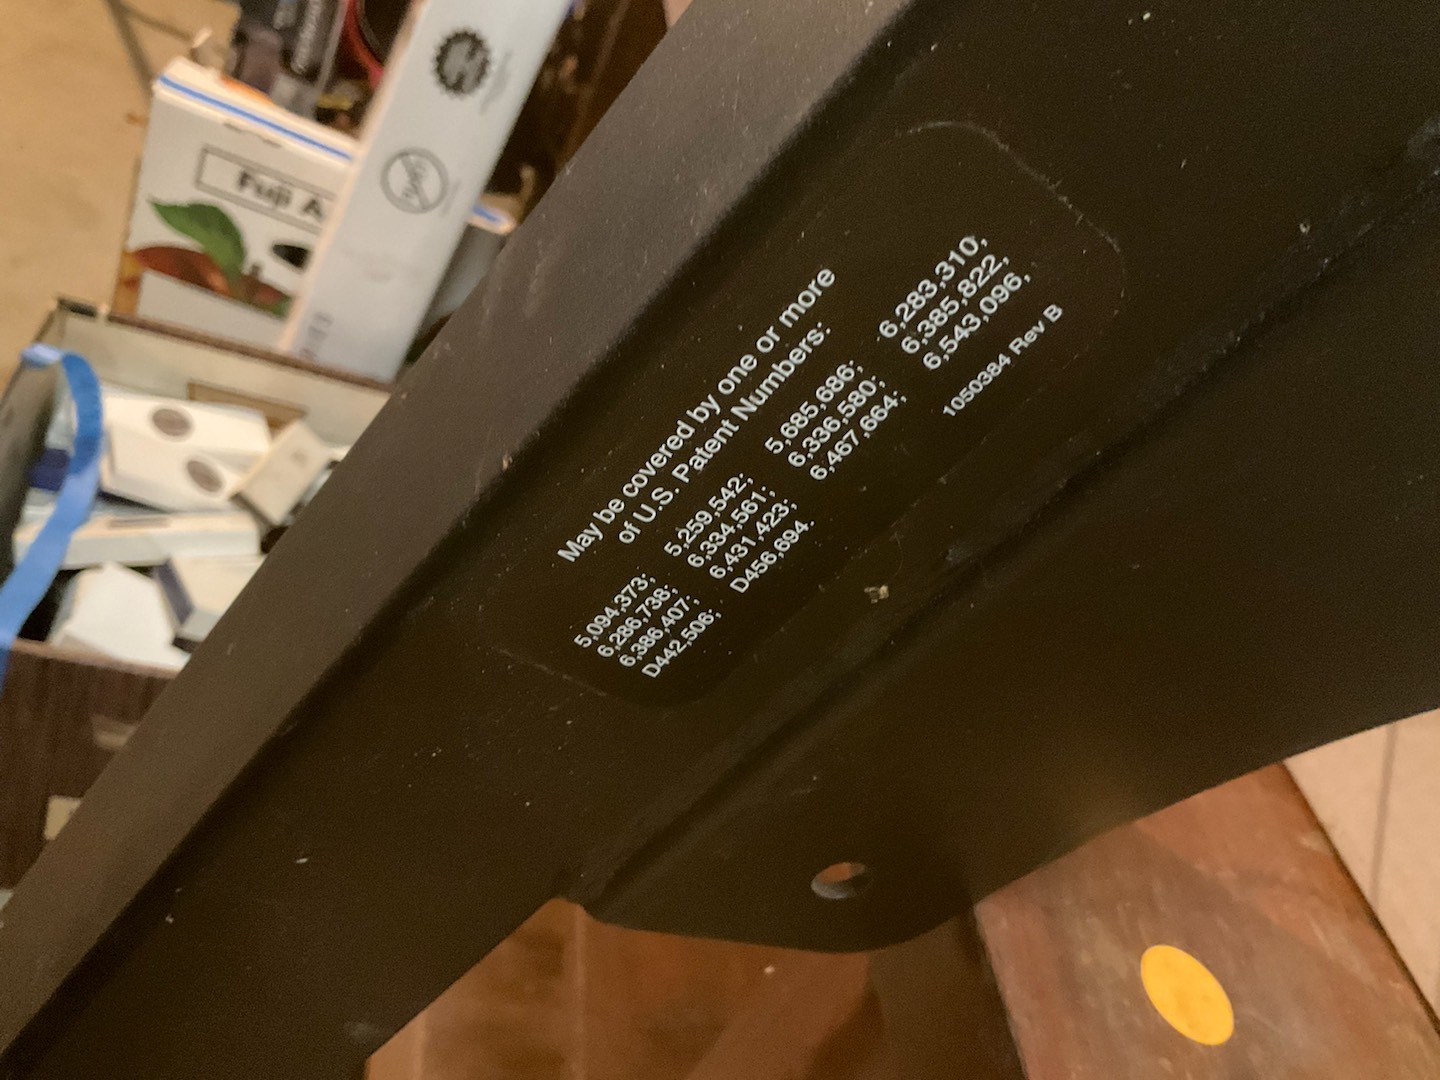 May be covered by one or more
of U.S. Patent Numbers:
5,094,373; 5,259,542; 5,685,686; 6,283,310;
6,286,738; 6,334,561; 6,336,580; 6,385,822,
6,386,407; 6,431,423; 6,467,664; 6,543,096,
D442,506; D456,694.
1050384 Rev B
Fuji A